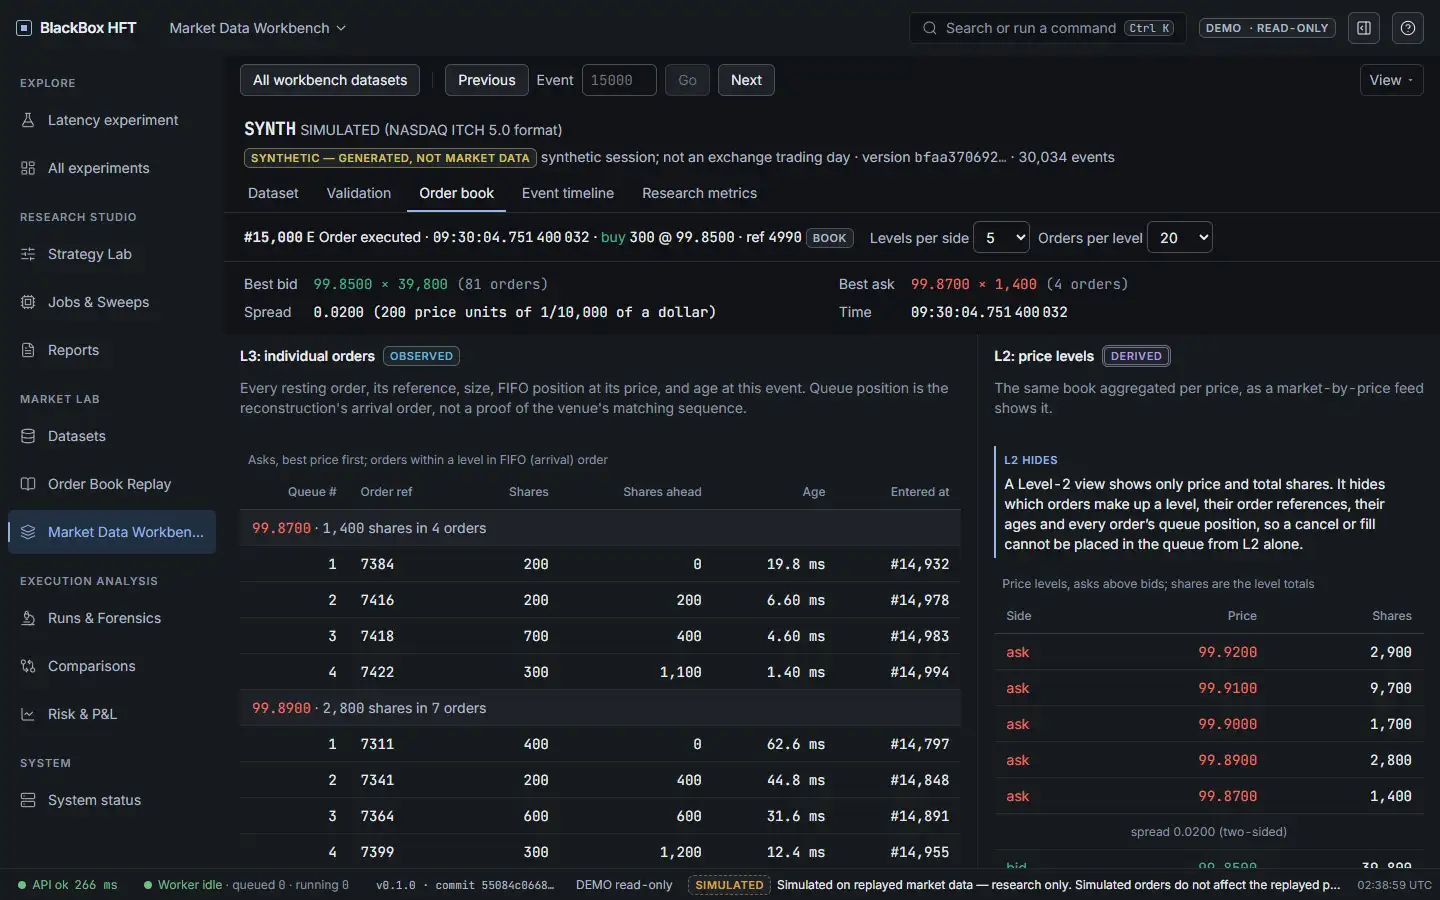 BlackBox HFT
Market Data Workbench
Search or run a command Ctrl K
DEMO · READ-ONLY
EXPLORE
Latency experiment
All experiments
RESEARCH STUDIO
Strategy Lab
Jobs & Sweeps
Reports
MARKET LAB
Datasets
Order Book Replay
Market Data Workben...
EXECUTION ANALYSIS
Runs & Forensics
Comparisons
Risk & P&L
SYSTEM
System status
All workbench datasets Previous Event 15000 Go Next View
SYNTH SIMULATED (NASDAQ ITCH 5.0 format)
SYNTHETIC — GENERATED, NOT MARKET DATA synthetic session; not an exchange trading day · version bfaa370692… · 30,034 events
Dataset Validation Order book Event timeline Research metrics
#15,000 E Order executed · 09:30:04.751 400 032 · buy 300 @ 99.8500 · ref 4990 BOOK Levels per side 5 Orders per level 20
Best bid 99.8500 × 39,800 (81 orders) Best ask 99.8700 × 1,400 (4 orders)
Spread 0.0200 (200 price units of 1/10,000 of a dollar) Time 09:30:04.751 400 032
L3: individual orders OBSERVED
Every resting order, its reference, size, FIFO position at its price, and age at this event. Queue position is the
reconstruction's arrival order, not a proof of the venue's matching sequence.
Asks, best price first; orders within a level in FIFO (arrival) order
Queue # Order ref Shares Shares ahead Age Entered at
99.8700 · 1,400 shares in 4 orders
1 7384 200 0 19.8 ms #14,932
2 7416 200 200 6.60 ms #14,978
3 7418 700 400 4.60 ms #14,983
4 7422 300 1,100 1.40 ms #14,994
99.8900 · 2,800 shares in 7 orders
1 7311 400 0 62.6 ms #14,797
2 7341 200 400 44.8 ms #14,848
3 7364 600 600 31.6 ms #14,891
4 7399 300 1,200 12.4 ms #14,955
L2: price levels DERIVED
The same book aggregated per price, as a market-by-price feed
shows it.
L2 HIDES
A Level-2 view shows only price and total shares. It hides
which orders make up a level, their order references, their
ages and every order's queue position, so a cancel or fill
cannot be placed in the queue from L2 alone.
Price levels, asks above bids; shares are the level totals
Side Price Shares
ask 99.9200 2,900
ask 99.9100 9,700
ask 99.9000 1,700
ask 99.8900 2,800
ask 99.8700 1,400
spread 0.0200 (two-sided)
bid 99.8500 39,800
API ok 266 ms Worker idle · queued 0 · running 0 v0.1.0 · commit 55084c0668… DEMO read-only SIMULATED Simulated on replayed market data — research only. Simulated orders do not affect the replayed p... 02:38:59 UTC